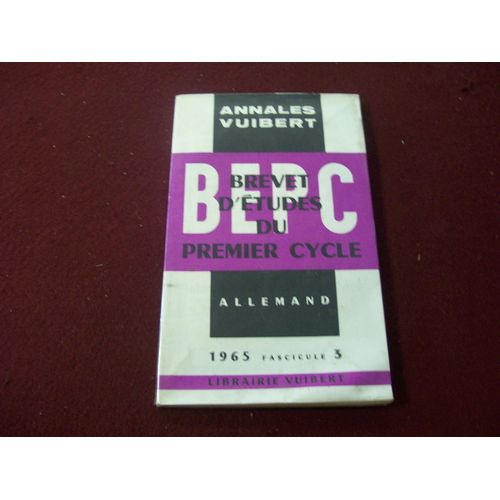 ANNALES
VUIBERT
BEPC
BREVET
D'ÉTUDES
DU
PREMIER CYCLE
ALLEMAND
1965 FASCICULE 3
LIBRAIRIE VUIBERT